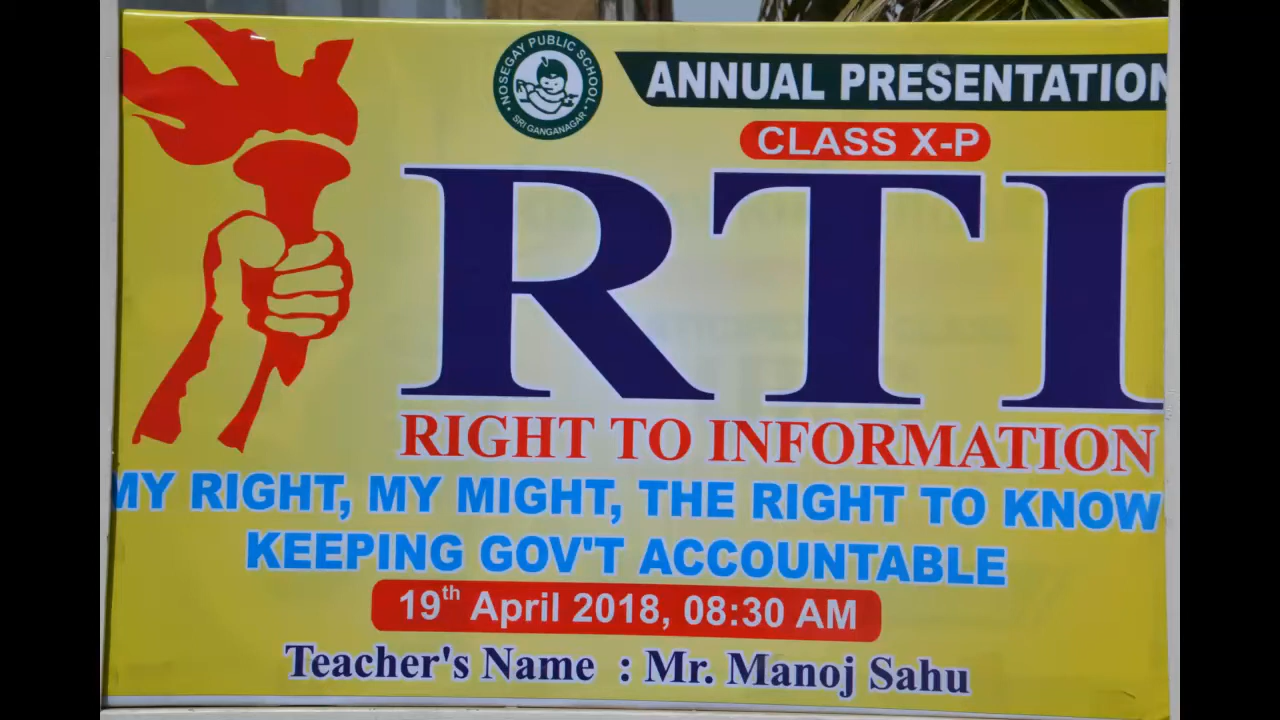 NOSEGAY PUBLIC SCHOOL
SRI GANGANAGAR
ANNUAL PRESENTATION
CLASS X-P
RTI
RIGHT TO INFORMATION
MY RIGHT, MY MIGHT, THE RIGHT TO KNOW
KEEPING GOV'T ACCOUNTABLE
19th April 2018, 08:30 AM
Teacher's Name : Mr. Manoj Sahu